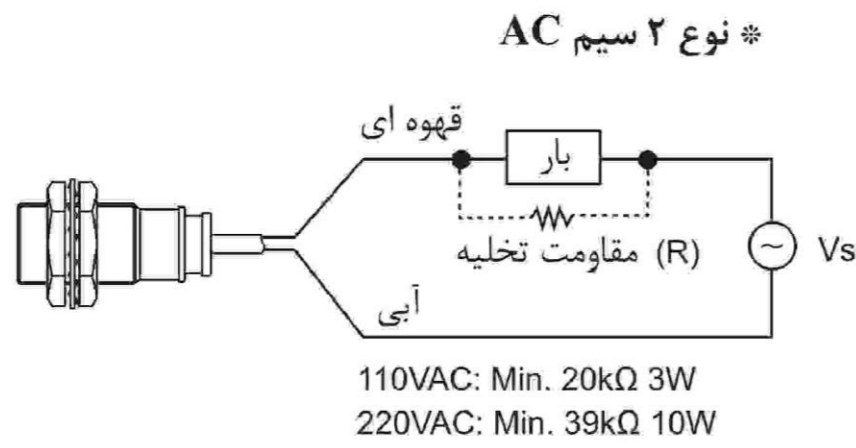 * نوع ۲ سیم AC
قهوه ای
بار
مقاومت تخلیه (R)
Vs
آبی
110VAC: Min. 20kΩ 3W
220VAC: Min. 39kΩ 10W